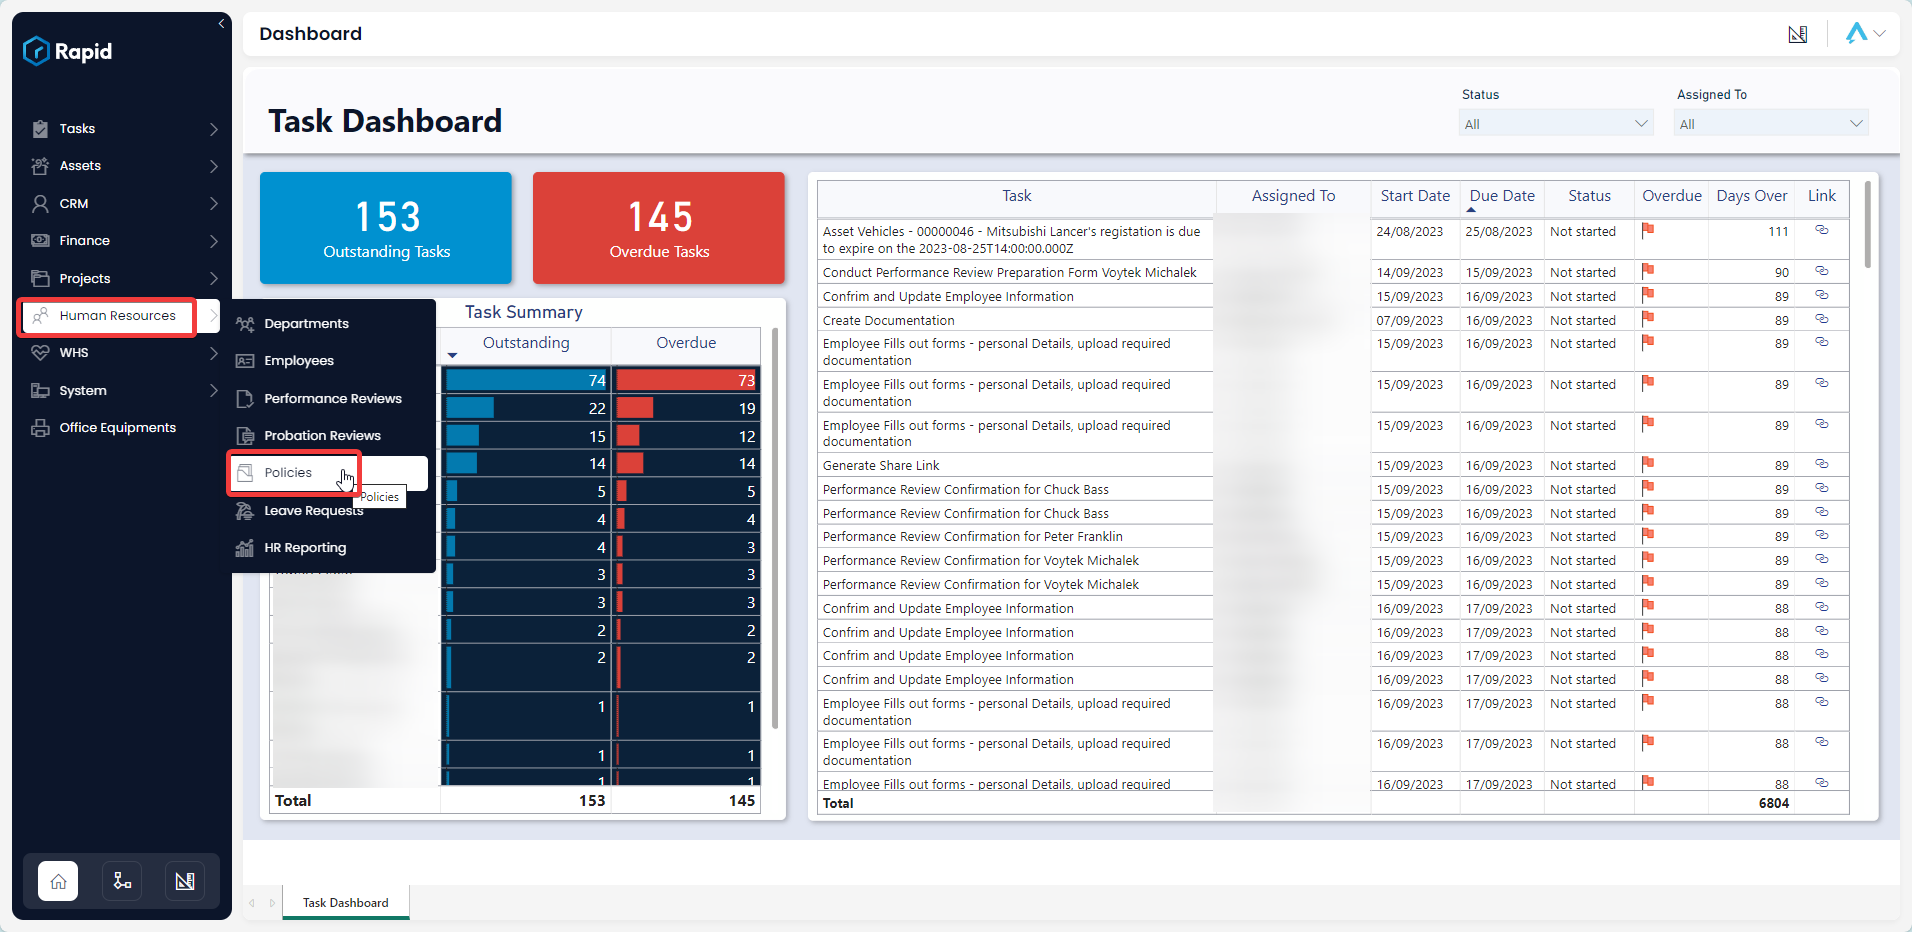 Rapid
Tasks
Assets
CRM
Finance
Projects
Human Resources
WHS
System
Office Equipments
Departments
Employees
Performance Reviews
Probation Reviews
Policies
Policies
Leave Requests
HR Reporting
Dashboard
Task Dashboard
Status
All
Assigned To
All
153
Outstanding Tasks
145
Overdue Tasks
Task Summary
Outstanding Overdue
74 73
22 19
15 12
14 14
5 5
4 4
4 3
3 3
3 3
2 2
2 2
1 1
1 1
1 1
Total 153 145
Task Assigned To Start Date Due Date Status Overdue Days Over Link
Asset Vehicles - 00000046 - Mitsubishi Lancer's registation is due 24/08/2023 25/08/2023 Not started 111
to expire on the 2023-08-25T14:00:00.000Z
Conduct Performance Review Preparation Form Voytek Michalek 14/09/2023 15/09/2023 Not started 90
Confrim and Update Employee Information 15/09/2023 16/09/2023 Not started 89
Create Documentation 07/09/2023 16/09/2023 Not started 89
Employee Fills out forms - personal Details, upload required 15/09/2023 16/09/2023 Not started 89
documentation
Employee Fills out forms - personal Details, upload required 15/09/2023 16/09/2023 Not started 89
documentation
Employee Fills out forms - personal Details, upload required 15/09/2023 16/09/2023 Not started 89
documentation
Generate Share Link 15/09/2023 16/09/2023 Not started 89
Performance Review Confirmation for Chuck Bass 15/09/2023 16/09/2023 Not started 89
Performance Review Confirmation for Chuck Bass 15/09/2023 16/09/2023 Not started 89
Performance Review Confirmation for Peter Franklin 15/09/2023 16/09/2023 Not started 89
Performance Review Confirmation for Voytek Michalek 15/09/2023 16/09/2023 Not started 89
Performance Review Confirmation for Voytek Michalek 15/09/2023 16/09/2023 Not started 89
Confrim and Update Employee Information 16/09/2023 17/09/2023 Not started 88
Confrim and Update Employee Information 16/09/2023 17/09/2023 Not started 88
Confrim and Update Employee Information 16/09/2023 17/09/2023 Not started 88
Confrim and Update Employee Information 16/09/2023 17/09/2023 Not started 88
Employee Fills out forms - personal Details, upload required 16/09/2023 17/09/2023 Not started 88
documentation
Employee Fills out forms - personal Details, upload required 16/09/2023 17/09/2023 Not started 88
documentation
Employee Fills out forms - personal Details, upload required 16/09/2023 17/09/2023 Not started 88
Total 6804
Task Dashboard